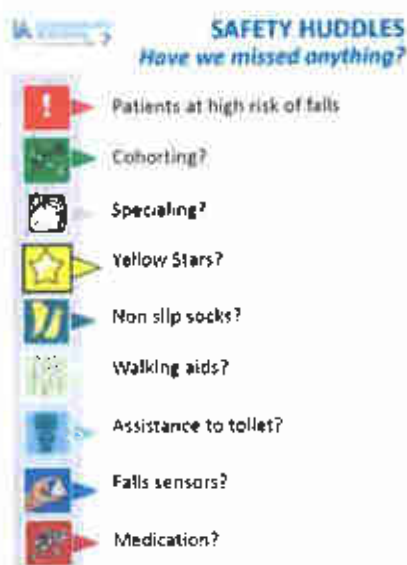 SAFETY HUDDLES
Have we missed anything?
Patients at high risk of falls
Cohorting?
Specialing?
Yellow Stars?
Non slip socks?
Walking aids?
Assistance to toilet?
Falls sensors?
Medication?